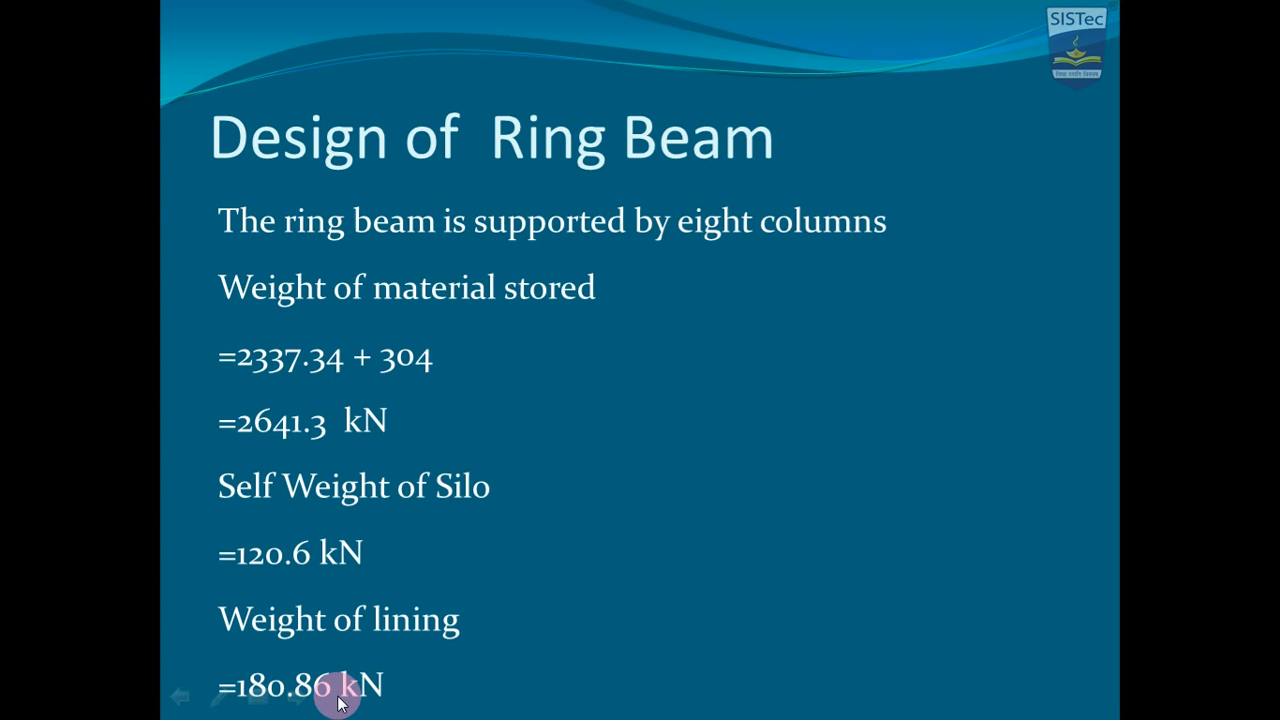 SISTec
Design of Ring Beam
The ring beam is supported by eight columns
Weight of material stored
=2337.34 + 304
=2641.3 kN
Self Weight of Silo
=120.6 kN
Weight of lining
=180.86 kN